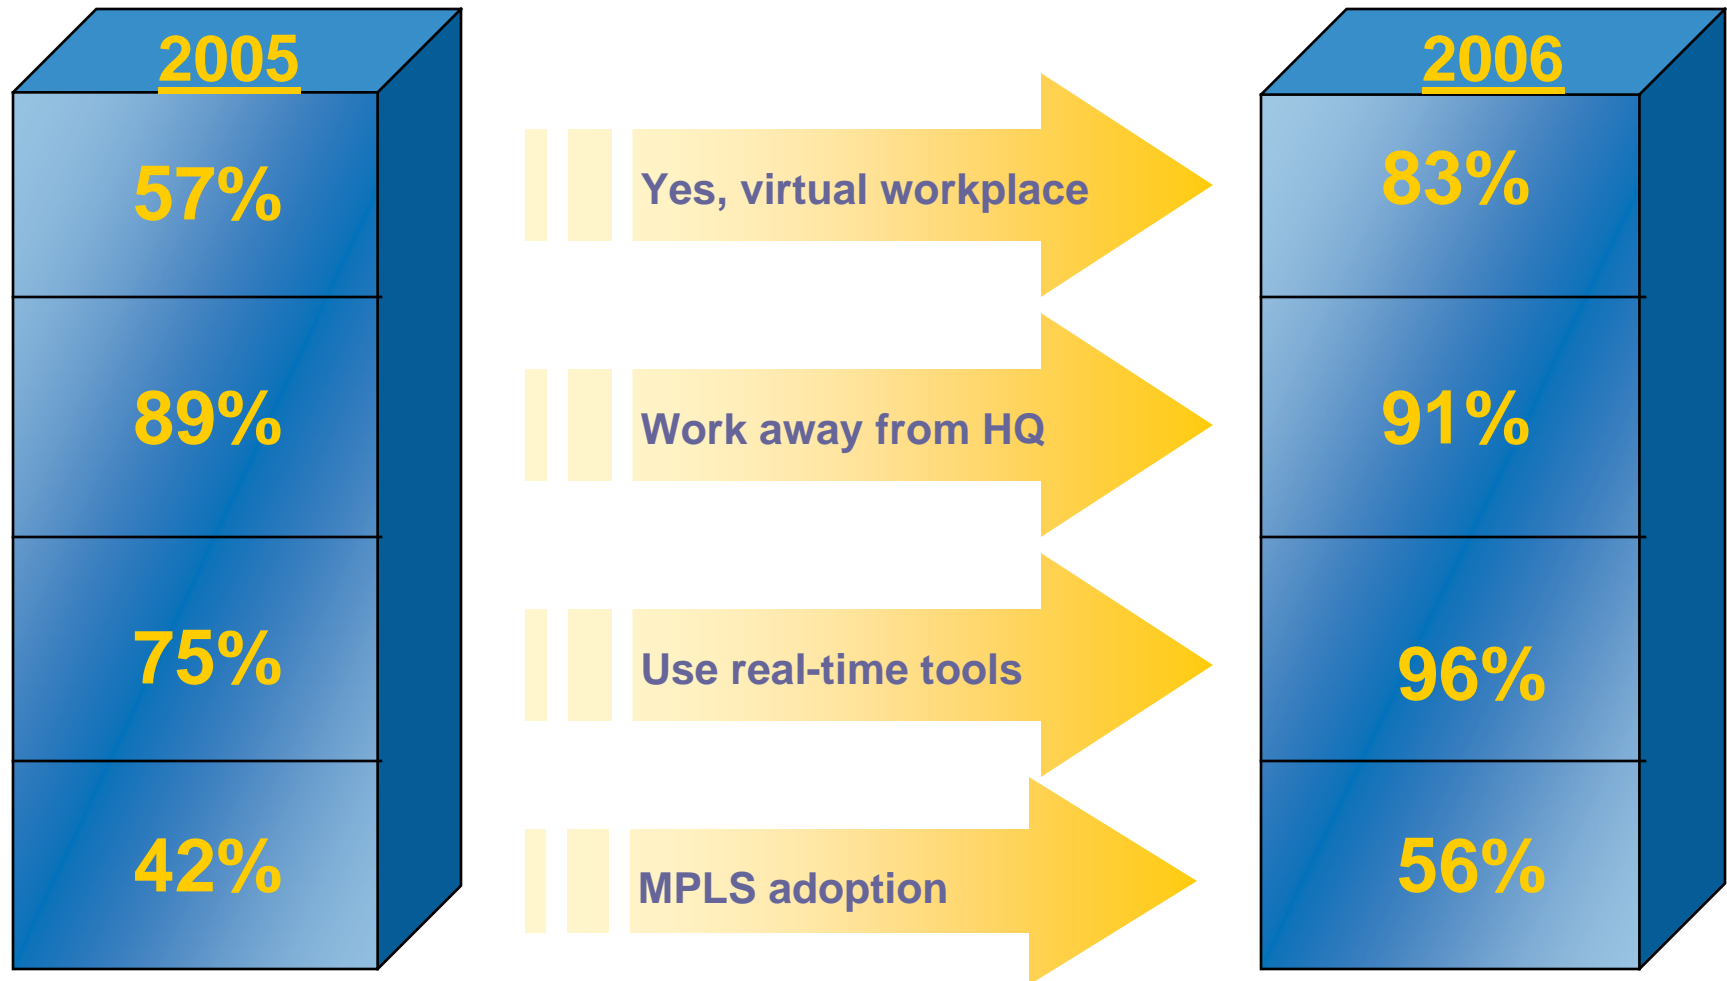 2005
2006
57%
Yes, virtual workplace
83%
89%
Work away from HQ
91%
75%
Use real-time tools
96%
42%
MPLS adoption
56%